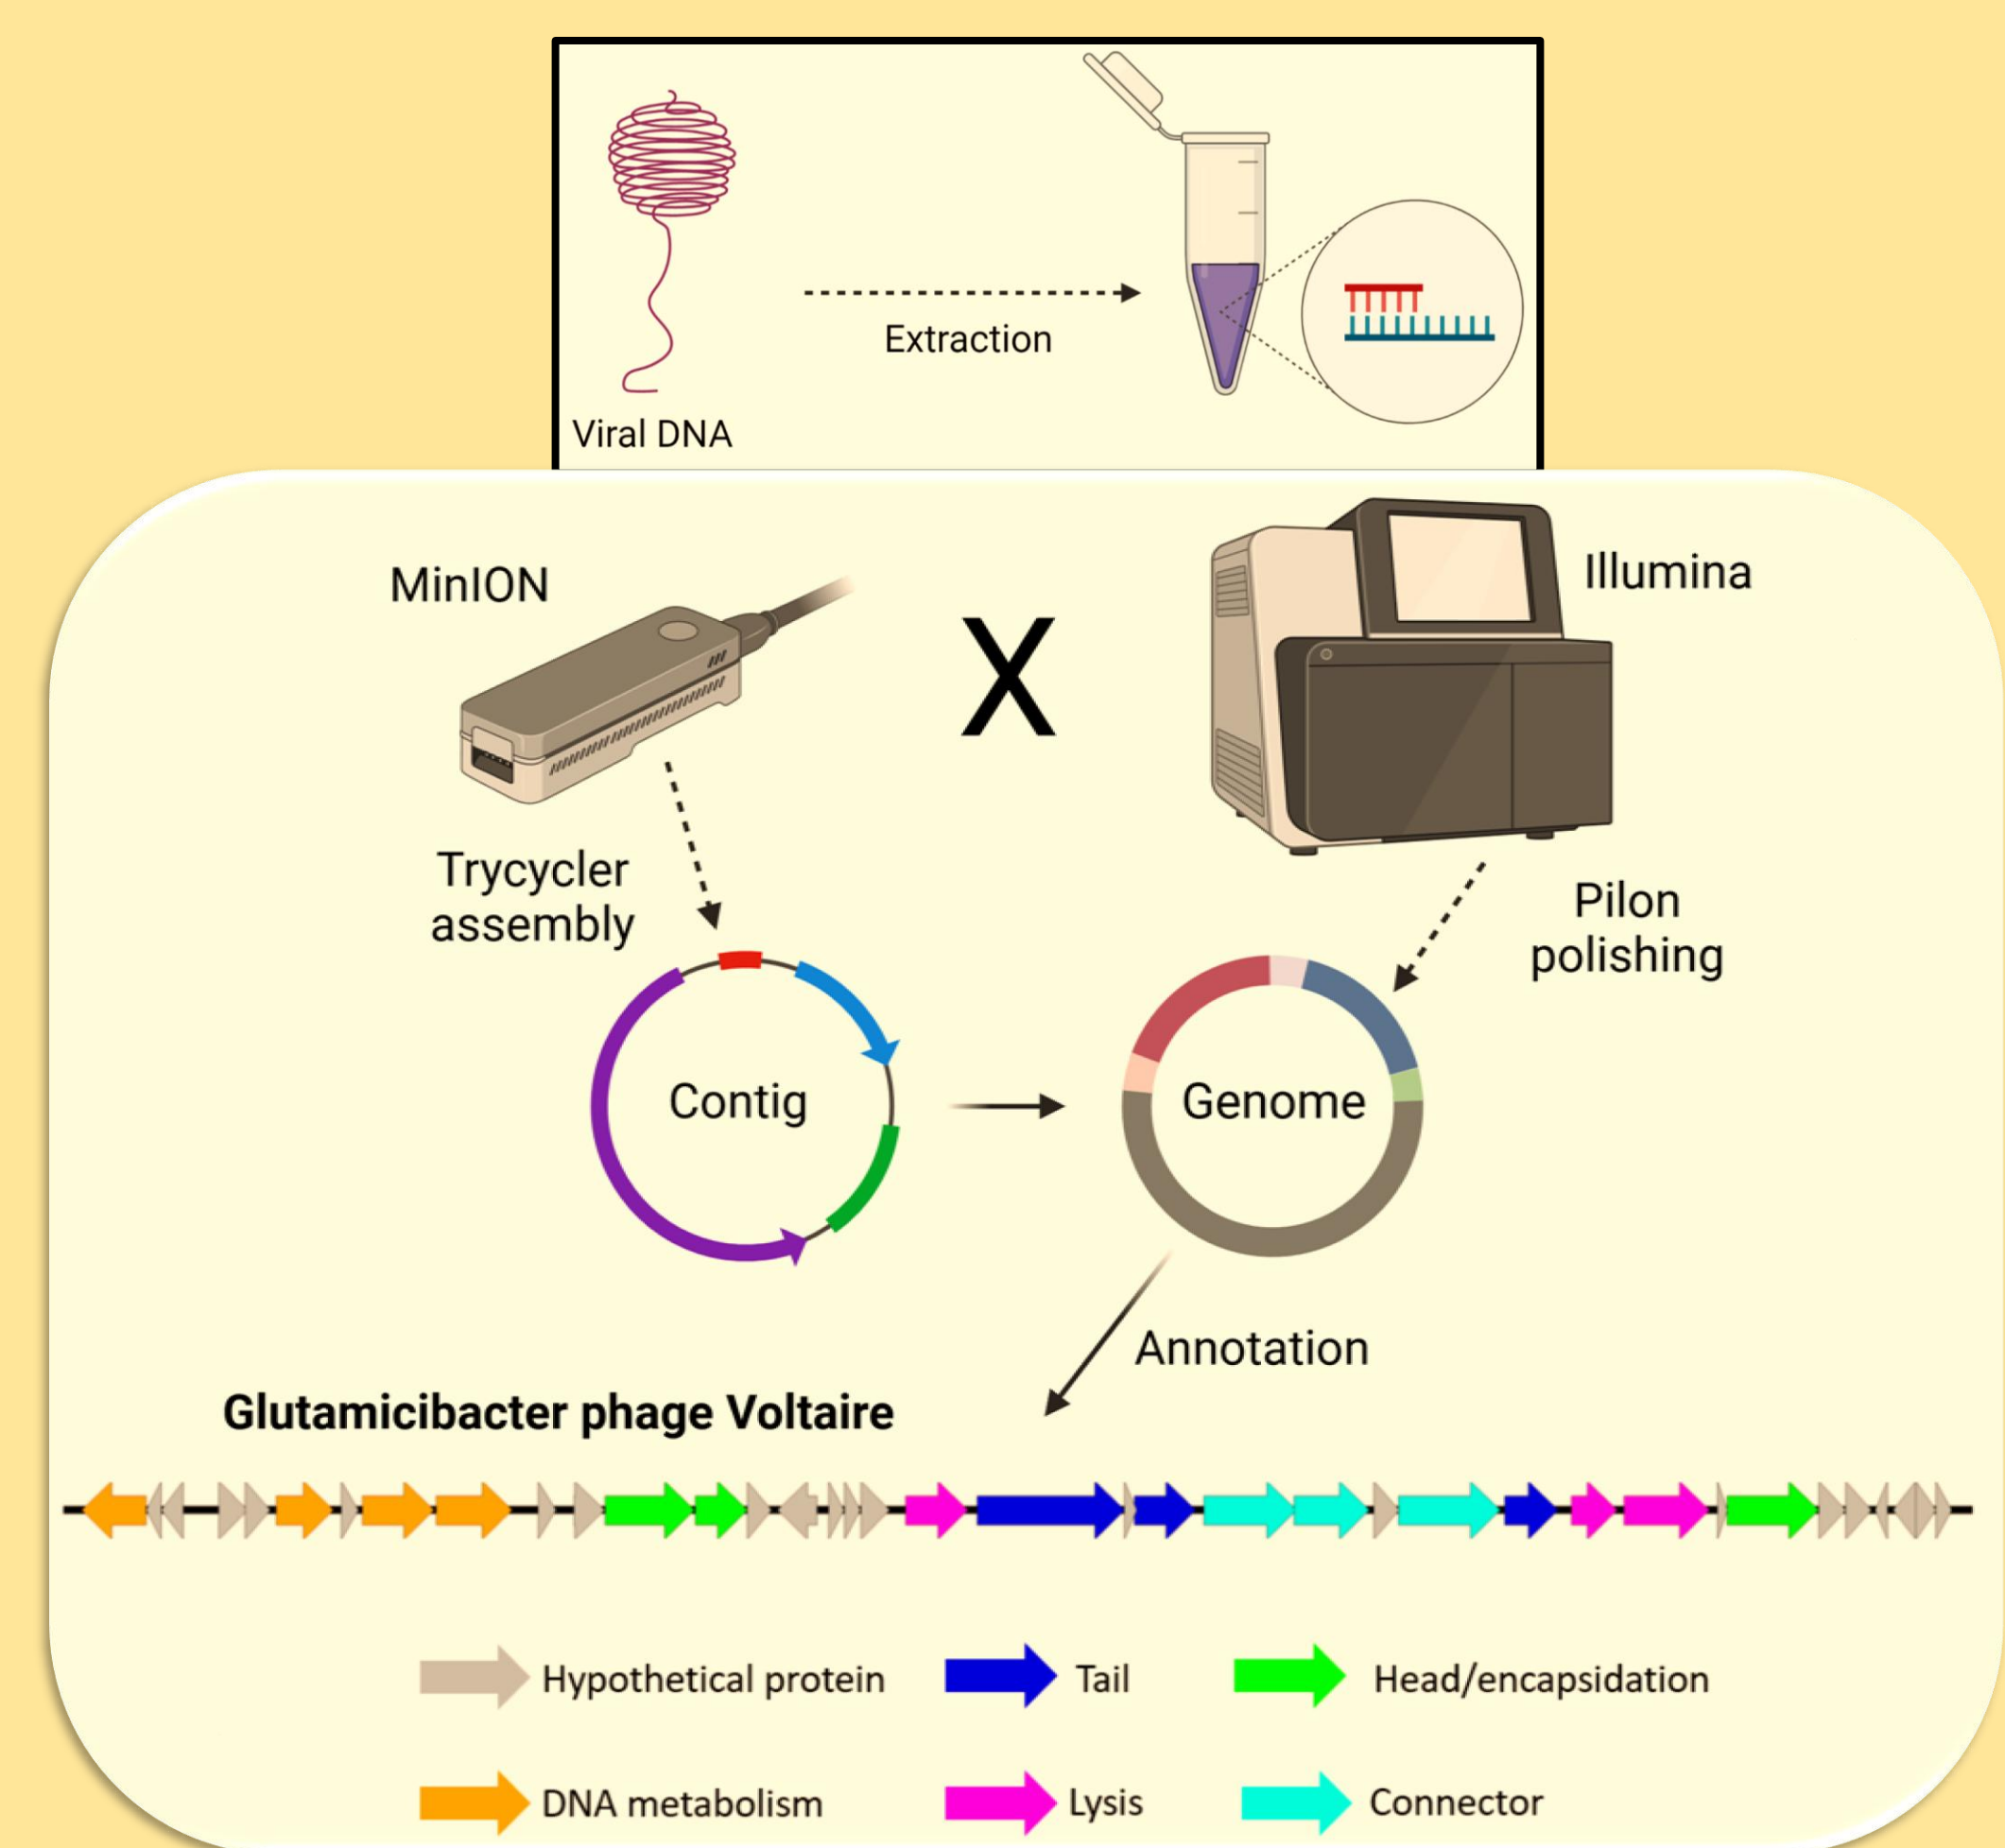 Extraction
Viral DNA
MinION
X
Illumina
Trycycler
assembly
Pilon
polishing
Contig
Genome
Annotation
Glutamicibacter phage Voltaire
Hypothetical protein
Tail
Head/encapsidation
DNA metabolism
Lysis
Connector